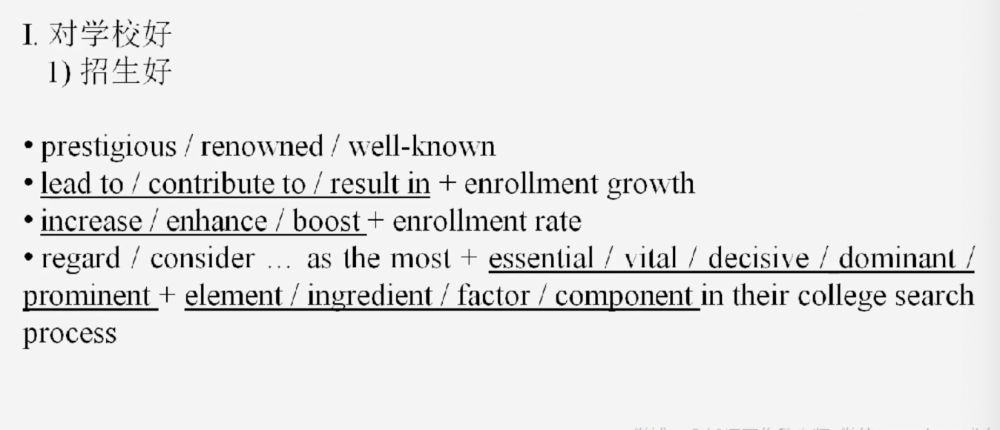 I. 对学校好
1) 招生好
• prestigious / renowned / well-known
• lead to / contribute to / result in + enrollment growth
• increase / enhance / boost + enrollment rate
• regard / consider … as the most + essential / vital / decisive / dominant /
prominent + element / ingredient / factor / component in their college search
process